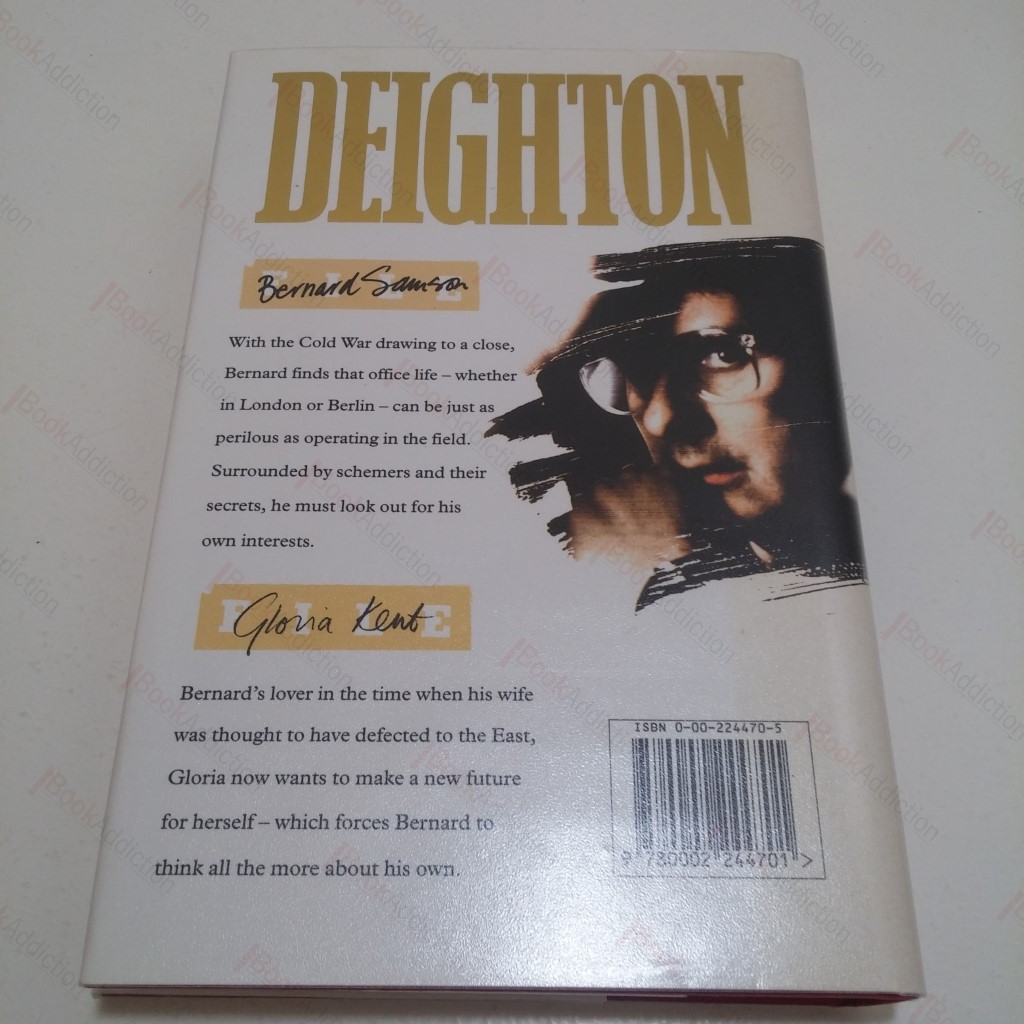 DEIGHTON
FILE
Bernard Samson
With the Cold War drawing to a close,
Bernard finds that office life – whether
in London or Berlin – can be just as
perilous as operating in the field.
Surrounded by schemers and their
secrets, he must look out for his
own interests.
FILE
Gloria Kent
Bernard's lover in the time when his wife
was thought to have defected to the East,
Gloria now wants to make a new future
for herself – which forces Bernard to
think all the more about his own.
ISBN 0-00-224470-5
9 780002 244701 >
BookAddiction